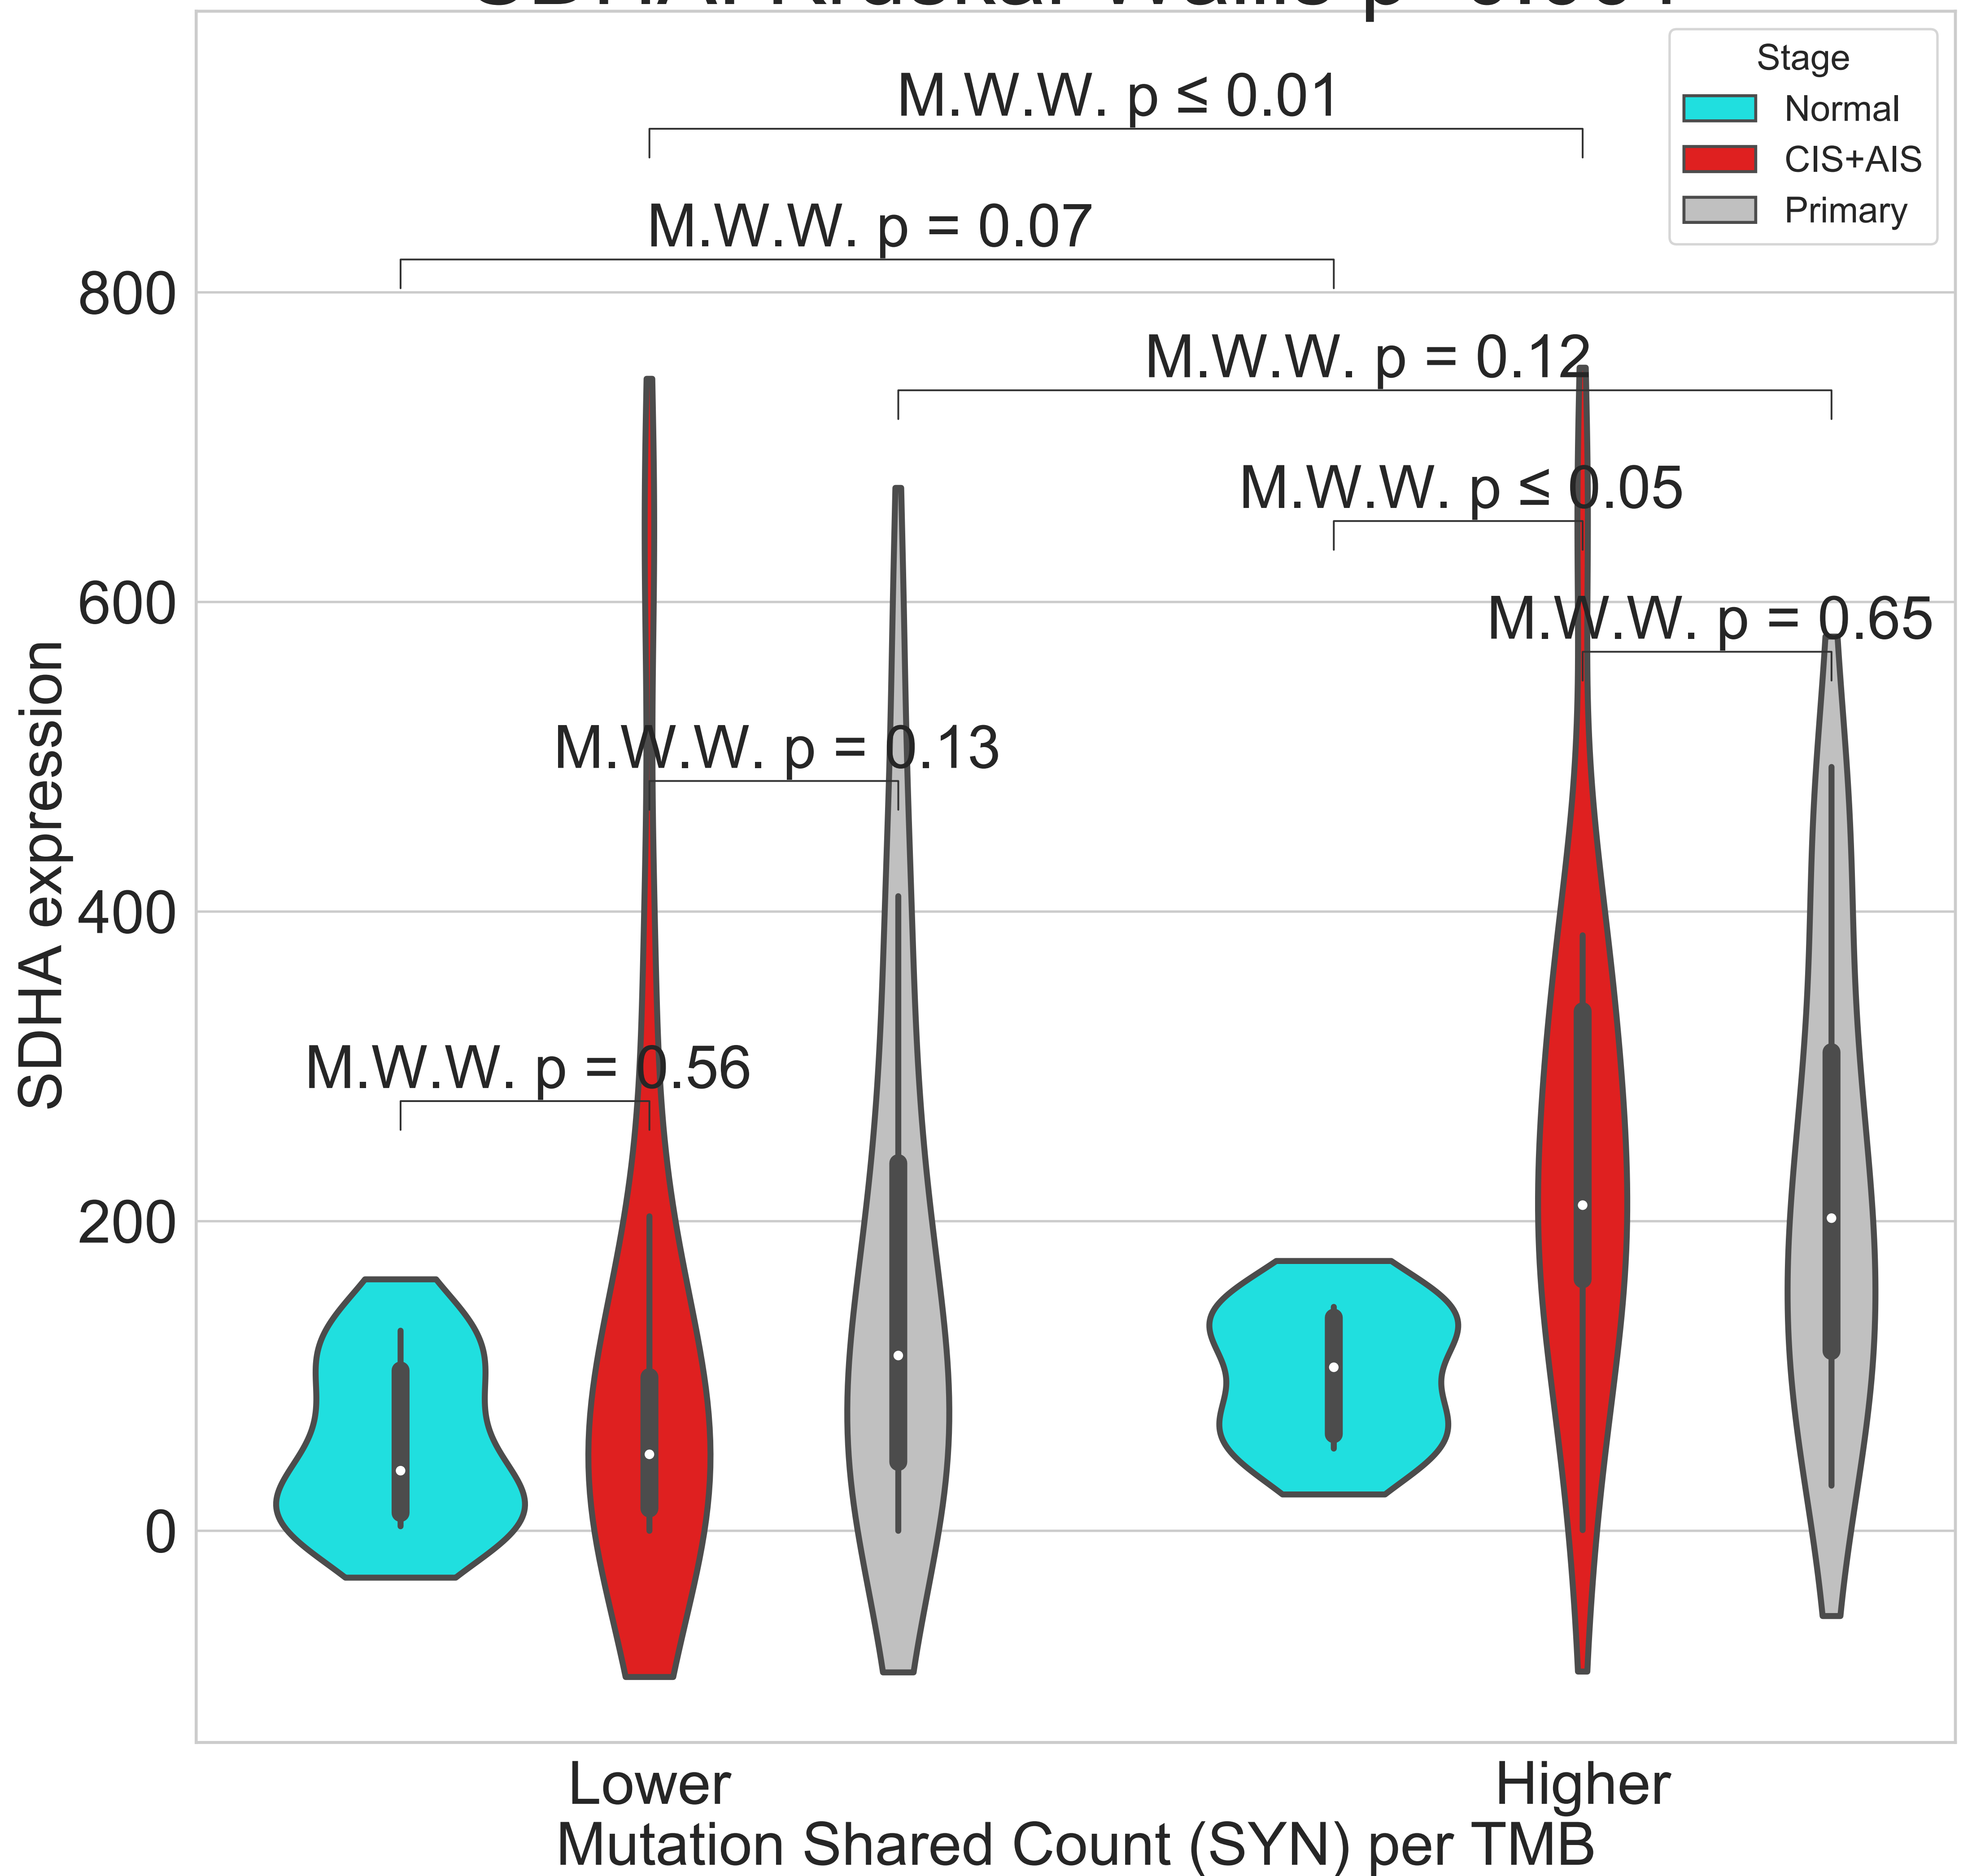 Stage
Normal
CIS+AIS
Primary
M.W.W. p ≤ 0.01
M.W.W. p = 0.07
800
M.W.W. p = 0.12
M.W.W. p ≤ 0.05
600
M.W.W. p = 0.65
M.W.W. p = 0.13
SDHA expression
400
M.W.W. p = 0.56
200
0
Lower
Higher
Mutation Shared Count (SYN) per TMB